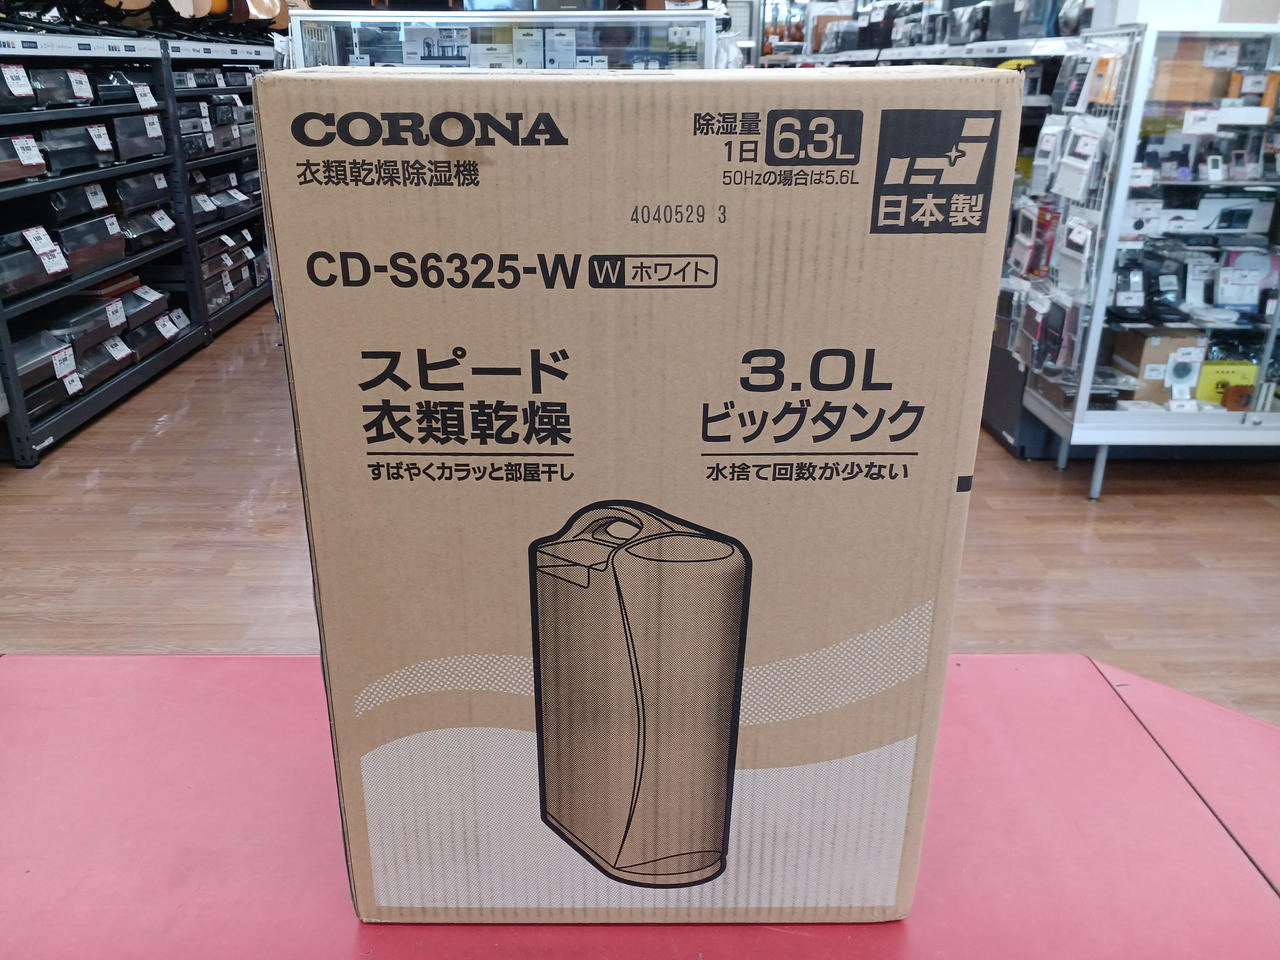 CORONA
衣類乾燥除湿機
除湿量
1日 6.3L
50Hzの場合は5.6L
日本製
4040529 3
CD-S6325-W W ホワイト
スピード
衣類乾燥
すばやくカラッと部屋干し
3.0L
ビッグタンク
水捨て回数が少ない